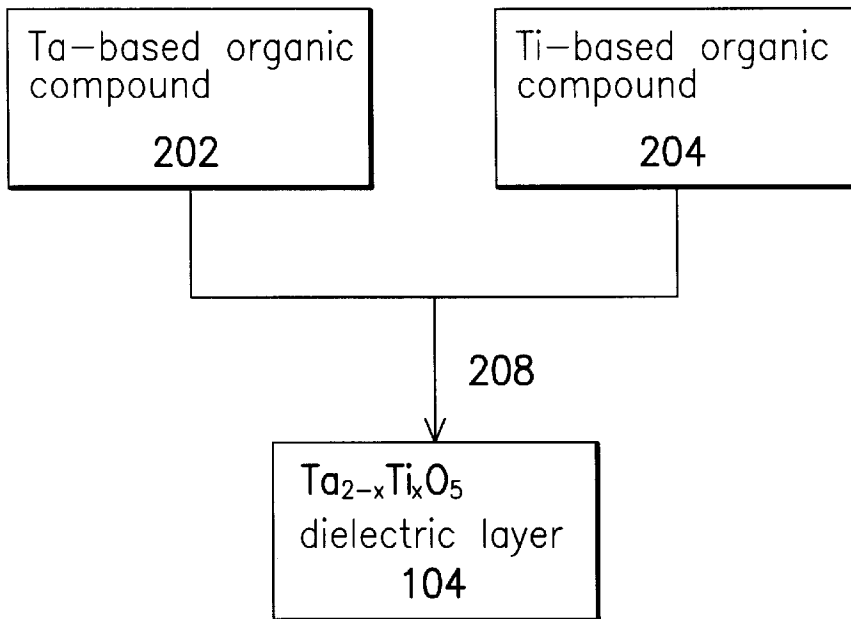 Ta-based organic
compound
202
Ti-based organic
compound
204
208
Ta₂₋ₓTiₓO₅
dielectric layer
104